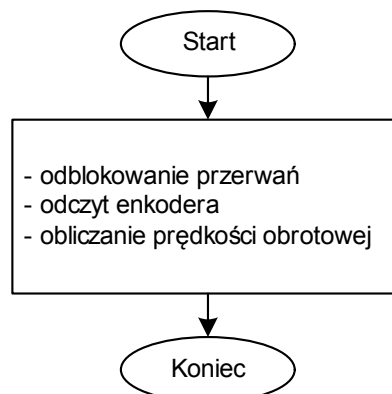 Start
- odblokowanie przerwań
- odczyt enkodera
- obliczanie prędkości obrotowej
Koniec